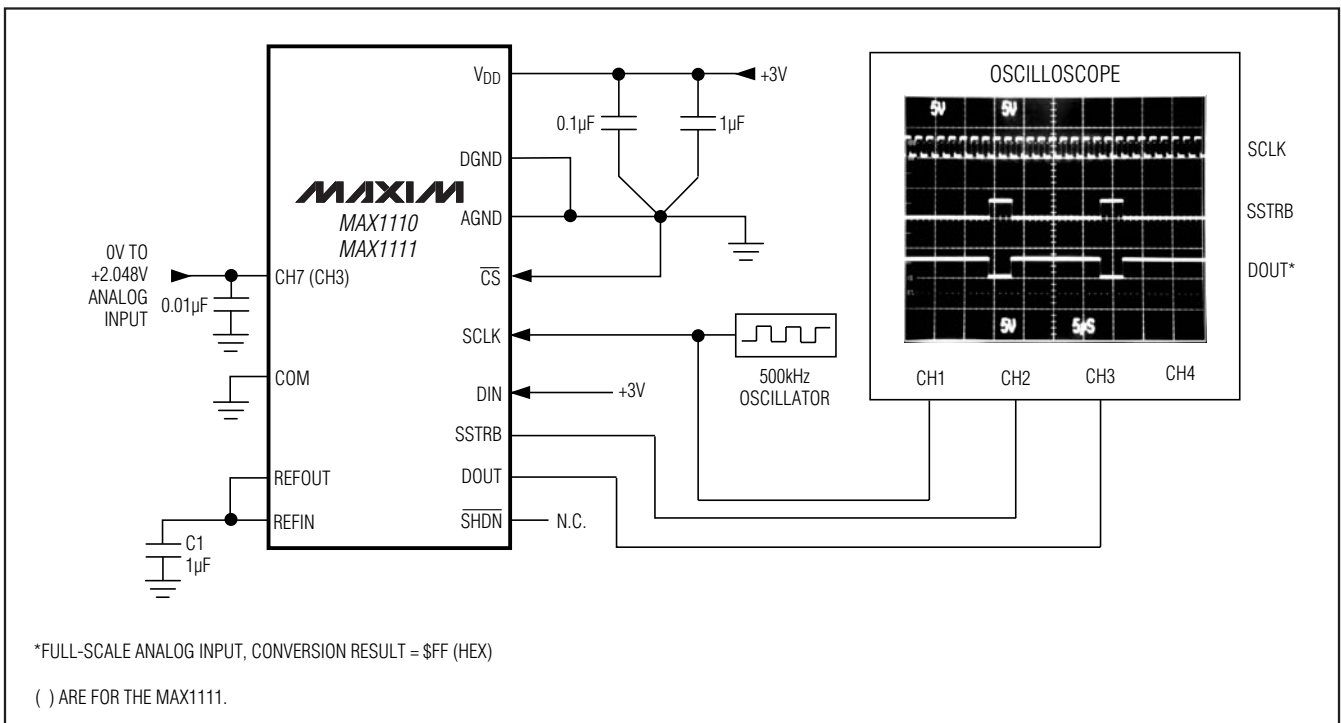 VDD
+3V
OSCILLOSCOPE
5V 5V
0.1µF
1µF
SCLK
DGND
MAXIM
MAX1110
MAX1111
AGND
SSTRB
0V TO
+2.048V
ANALOG
INPUT
0.01µF
CH7 (CH3)
CS
DOUT*
5V 5µS
SCLK
500kHz
OSCILLATOR
CH1 CH2 CH3 CH4
COM
DIN
+3V
SSTRB
REFOUT
DOUT
REFIN
SHDN
N.C.
C1
1µF
*FULL-SCALE ANALOG INPUT, CONVERSION RESULT = $FF (HEX)
( ) ARE FOR THE MAX1111.